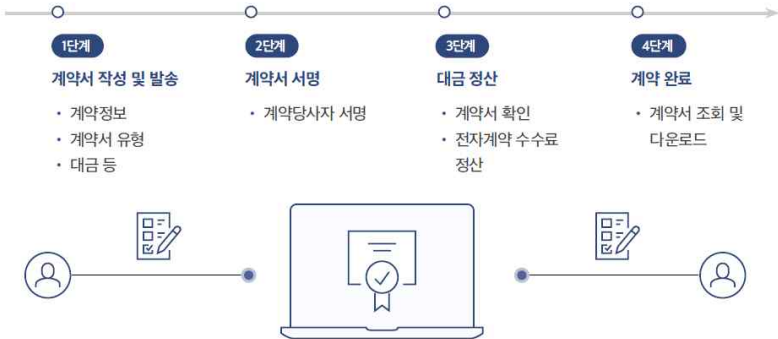 1단계
계약서 작성 및 발송
• 계약정보
• 계약서 유형
• 대금 등
2단계
계약서 서명
• 계약당사자 서명
3단계
대금 정산
• 계약서 확인
• 전자계약 수수료
정산
4단계
계약 완료
• 계약서 조회 및
다운로드